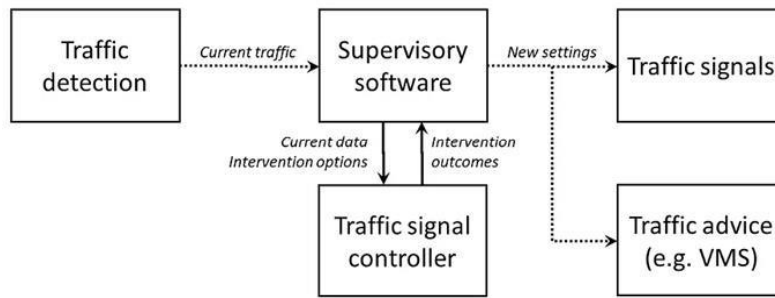 Traffic
detection
Current traffic
Supervisory
software
New settings
Traffic signals
Current data
Intervention options
Intervention
outcomes
Traffic signal
controller
Traffic advice
(e.g. VMS)